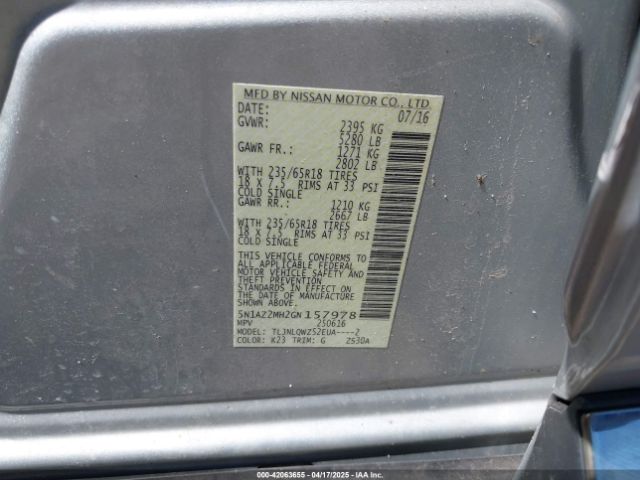 MFD BY NISSAN MOTOR CO., LTD.
DATE: 07/16
GVWR: 2395 KG
5280 LB
GAWR FR.: 1271 KG
2802 LB
WITH 235/65R18 TIRES
18 X 7.5 RIMS AT 33 PSI
COLD SINGLE
GAWR RR.: 1210 KG
2667 LB
WITH 235/65R18 TIRES
18 X 7.5 RIMS AT 33 PSI
COLD SINGLE
THIS VEHICLE CONFORMS TO
ALL APPLICABLE FEDERAL
MOTOR VEHICLE SAFETY AND
THEFT PREVENTION
STANDARDS IN EFFECT ON
THE DATE OF MANUFACTURE
SHOWN ABOVE.
5N1AZ2MH2GN157978
MPV 250616
MODEL: TLJNLQWZ52EUA----2
COLOR: K23 TRIM: G Z530A
000-42063655 - 04/17/2025 - IAA Inc.